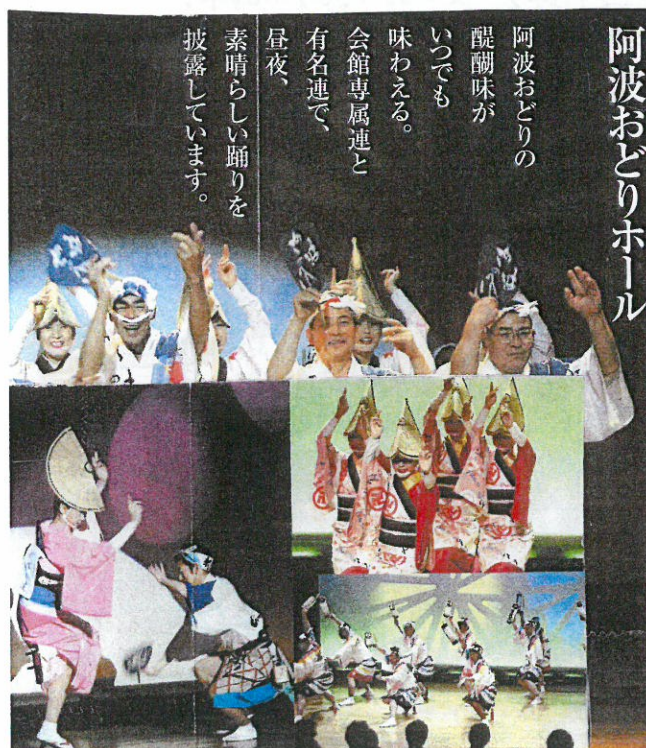 阿波おどりホール
阿波おどりの
醍醐味が
いつでも
味わえる。
会館専属連と
有名連で、
昼夜、
素晴らしい踊りを
披露しています。